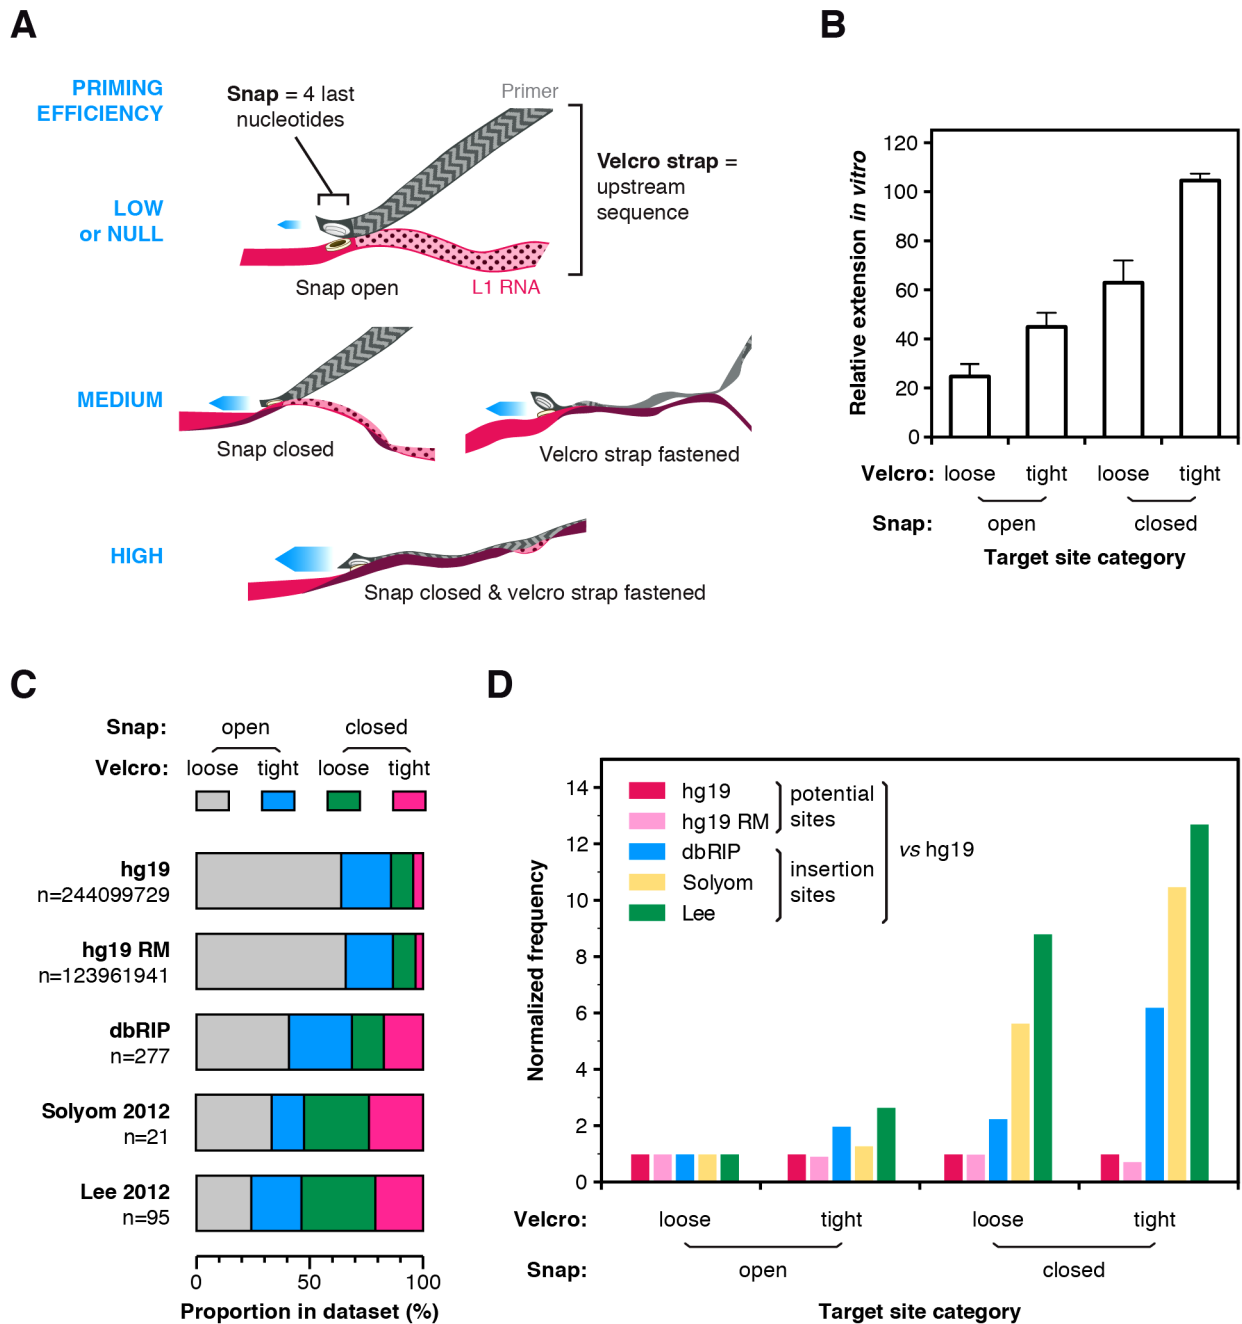 A
PRIMING
EFFICIENCY
Snap = 4 last
nucleotides
Primer
Velcro strap =
upstream
sequence
LOW
or NULL
Snap open
L1 RNA
MEDIUM
Snap closed
Velcro strap fastened
HIGH
Snap closed & velcro strap fastened
B
Relative extension in vitro
120
100
80
60
40
20
0
Velcro: loose tight loose tight
Snap: open closed
Target site category
C
Snap: open closed
Velcro: loose tight loose tight
hg19
n=244099729
hg19 RM
n=123961941
dbRIP
n=277
Solyom 2012
n=21
Lee 2012
n=95
0 50 100
Proportion in dataset (%)
D
Normalized frequency
14
12
10
8
6
4
2
0
hg19
hg19 RM
potential
sites
dbRIP
Solyom
Lee
insertion
sites
vs hg19
Velcro: loose tight loose tight
Snap: open closed
Target site category